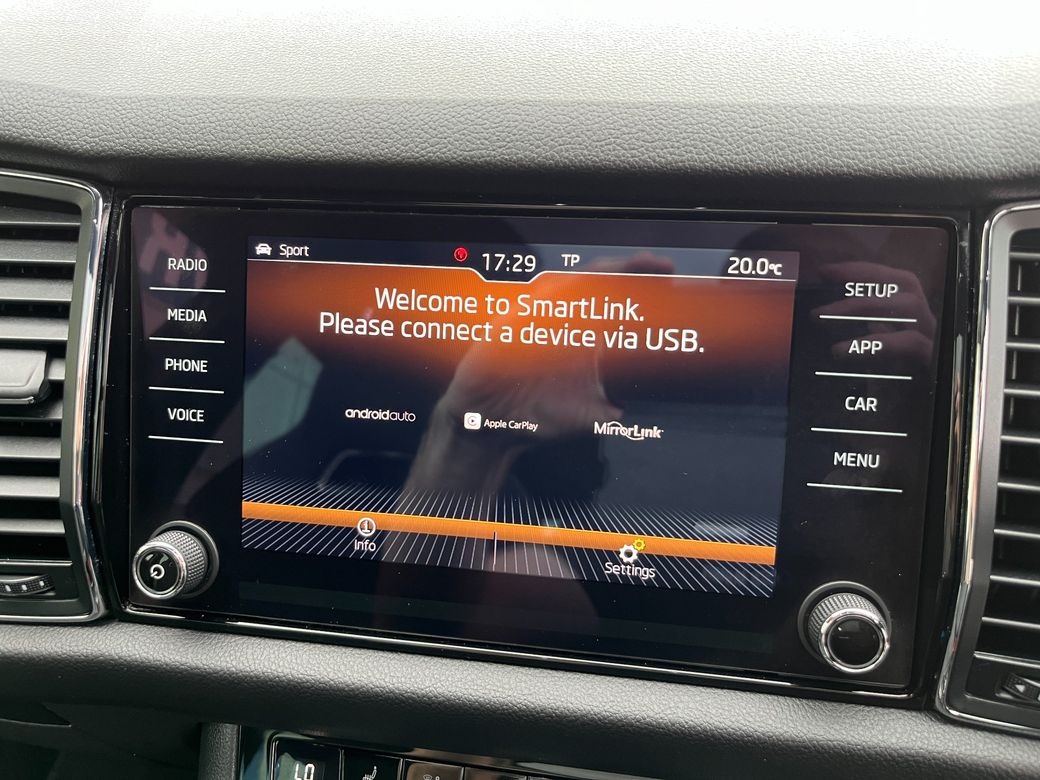 RADIO
MEDIA
PHONE
VOICE
Sport
17:29
TP
20.0°C
Welcome to SmartLink.
Please connect a device via USB.
androidauto
Apple CarPlay
MirrorLink
Info
Settings
SETUP
APP
CAR
MENU
LO